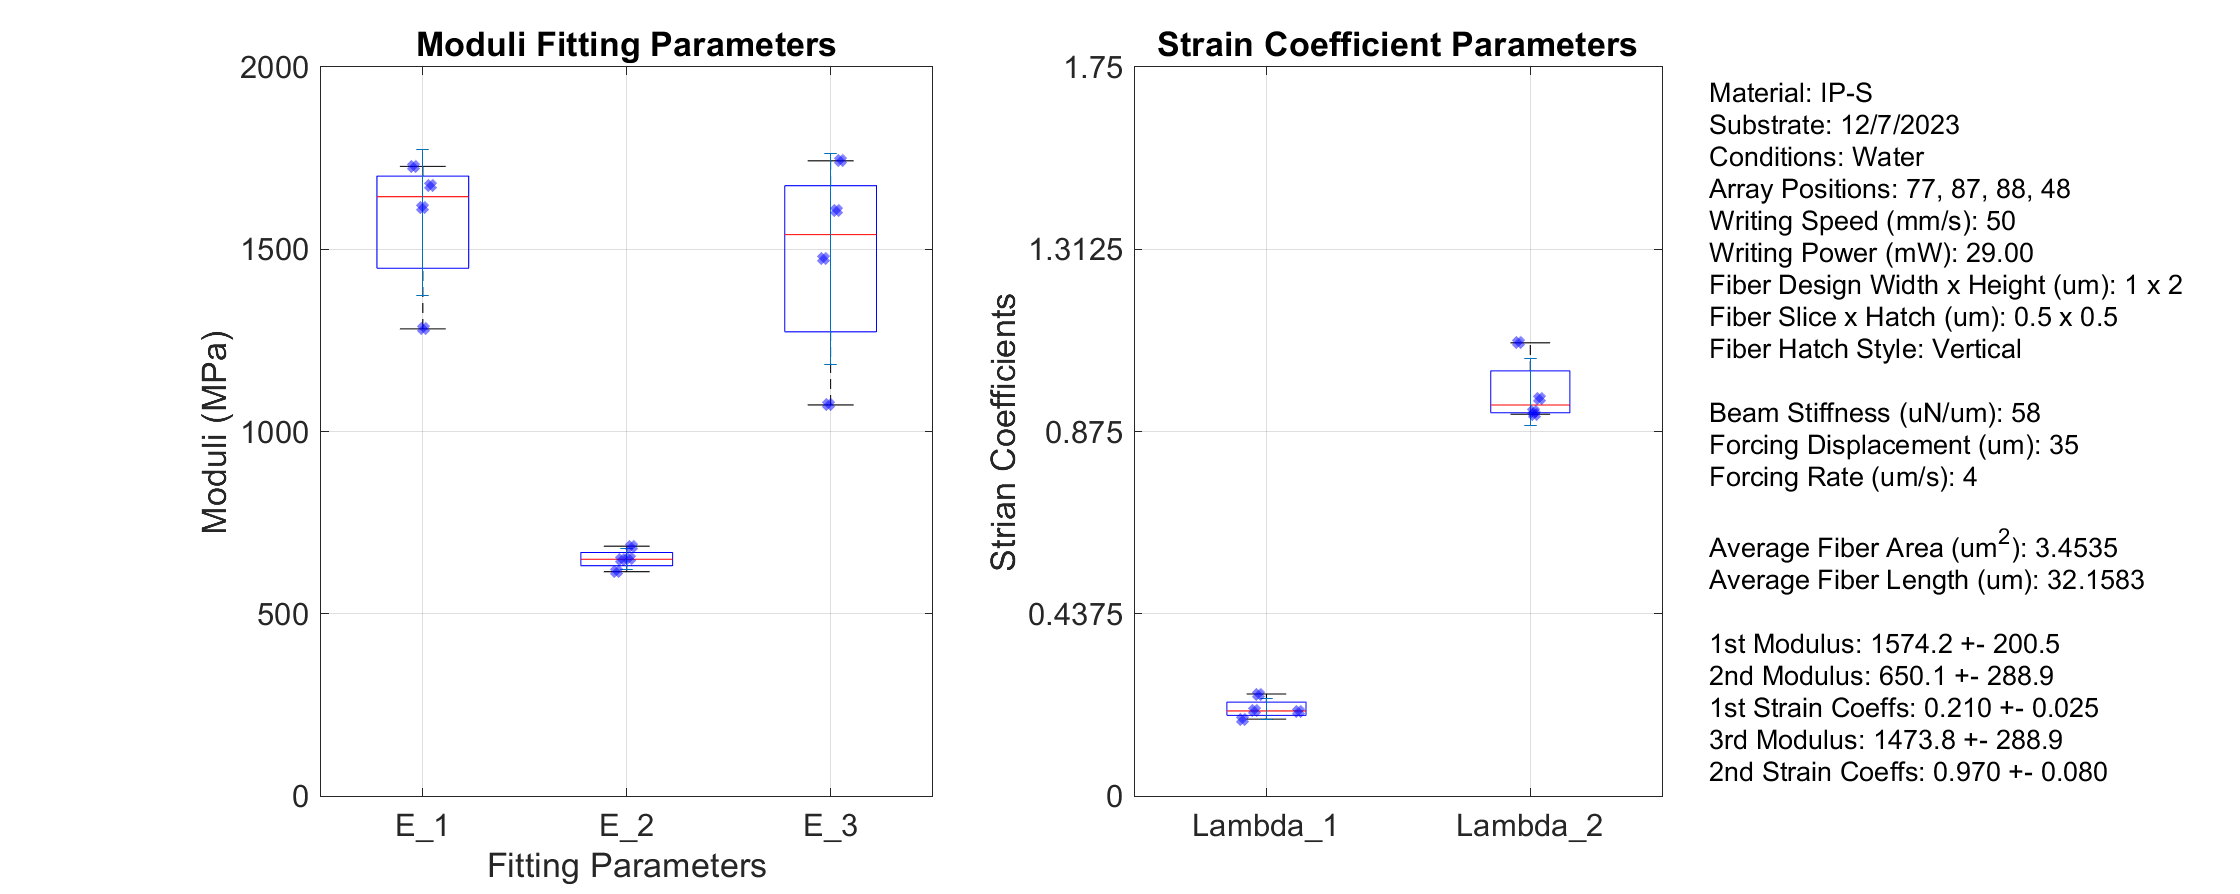 Moduli Fitting Parameters
2000
1500
1000
500
0
Moduli (MPa)
E_1
E_2
E_3
Fitting Parameters
Strain Coefficient Parameters
1.75
1.3125
0.875
0.4375
0
Strian Coefficients
Lambda_1
Lambda_2
Material: IP-S
Substrate: 12/7/2023
Conditions: Water
Array Positions: 77, 87, 88, 48
Writing Speed (mm/s): 50
Writing Power (mW): 29.00
Fiber Design Width x Height (um): 1 x 2
Fiber Slice x Hatch (um): 0.5 x 0.5
Fiber Hatch Style: Vertical
Beam Stiffness (uN/um): 58
Forcing Displacement (um): 35
Forcing Rate (um/s): 4
Average Fiber Area (um²): 3.4535
Average Fiber Length (um): 32.1583
1st Modulus: 1574.2 +- 200.5
2nd Modulus: 650.1 +- 288.9
1st Strain Coeffs: 0.210 +- 0.025
3rd Modulus: 1473.8 +- 288.9
2nd Strain Coeffs: 0.970 +- 0.080